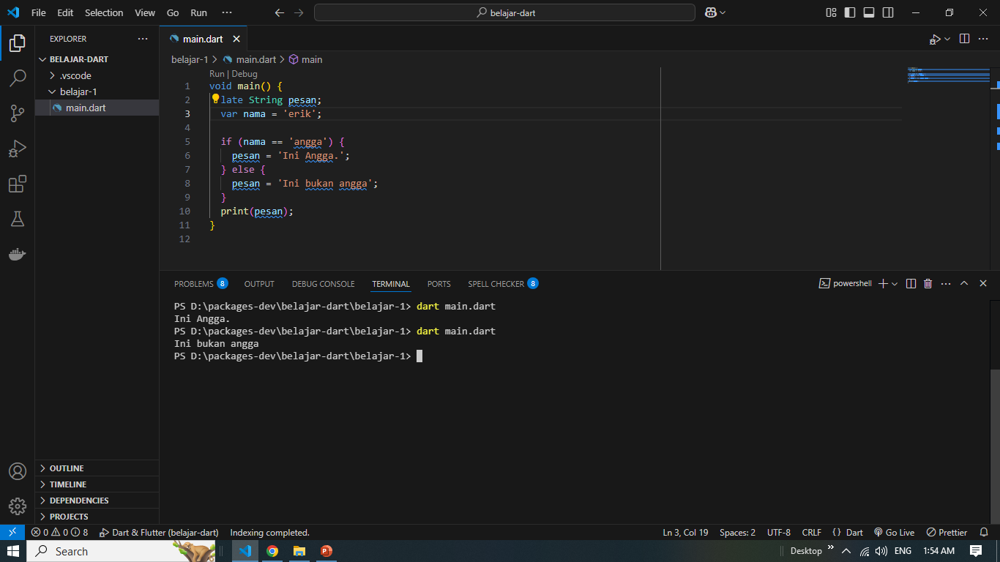 File Edit Selection View Go Run ··· belajar-dart
EXPLORER ···
BELAJAR-DART
.vscode
belajar-1
main.dart
OUTLINE
TIMELINE
DEPENDENCIES
PROJECTS
main.dart
belajar-1 > main.dart > main
Run | Debug
1 void main() {
2 late String pesan;
3 var nama = 'erik';
4
5 if (nama == 'angga') {
6 pesan = 'Ini Angga.';
7 } else {
8 pesan = 'Ini bukan angga';
9 }
10 print(pesan);
11 }
12
PROBLEMS 8 OUTPUT DEBUG CONSOLE TERMINAL PORTS SPELL CHECKER 8 powershell
PS D:\packages-dev\belajar-dart\belajar-1> dart main.dart
Ini Angga.
PS D:\packages-dev\belajar-dart\belajar-1> dart main.dart
Ini bukan angga
PS D:\packages-dev\belajar-dart\belajar-1>
0 0 8 Dart & Flutter (belajar-dart) Indexing completed. Ln 3, Col 19 Spaces: 2 UTF-8 CRLF {} Dart Go Live Prettier
Search Desktop ENG 1:54 AM